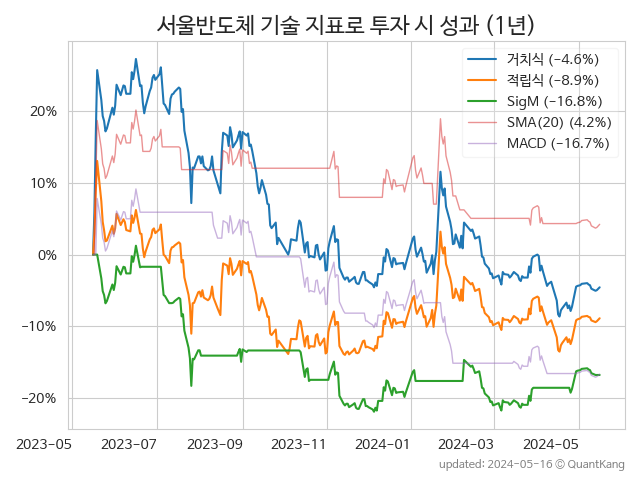 서울반도체 기술 지표로 투자 시 성과 (1년)
거치식 (−4.6%)
적립식 (−8.9%)
SigM (−16.8%)
SMA(20) (4.2%)
MACD (−16.7%)
20%
10%
0%
−10%
−20%
2023-05 2023-07 2023-09 2023-11 2024-01 2024-03 2024-05
updated: 2024-05-16 ⓒ QuantKang